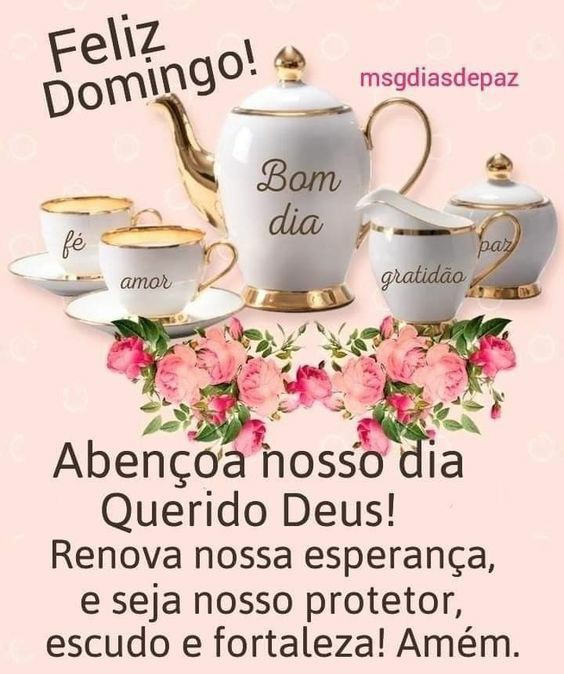 Feliz
Domingo!
msgdiasdepaz
Bom
dia
fé
amor
gratidão
paz
Abençoa nosso dia
Querido Deus!
Renova nossa esperança,
e seja nosso protetor,
escudo e fortaleza! Amém.